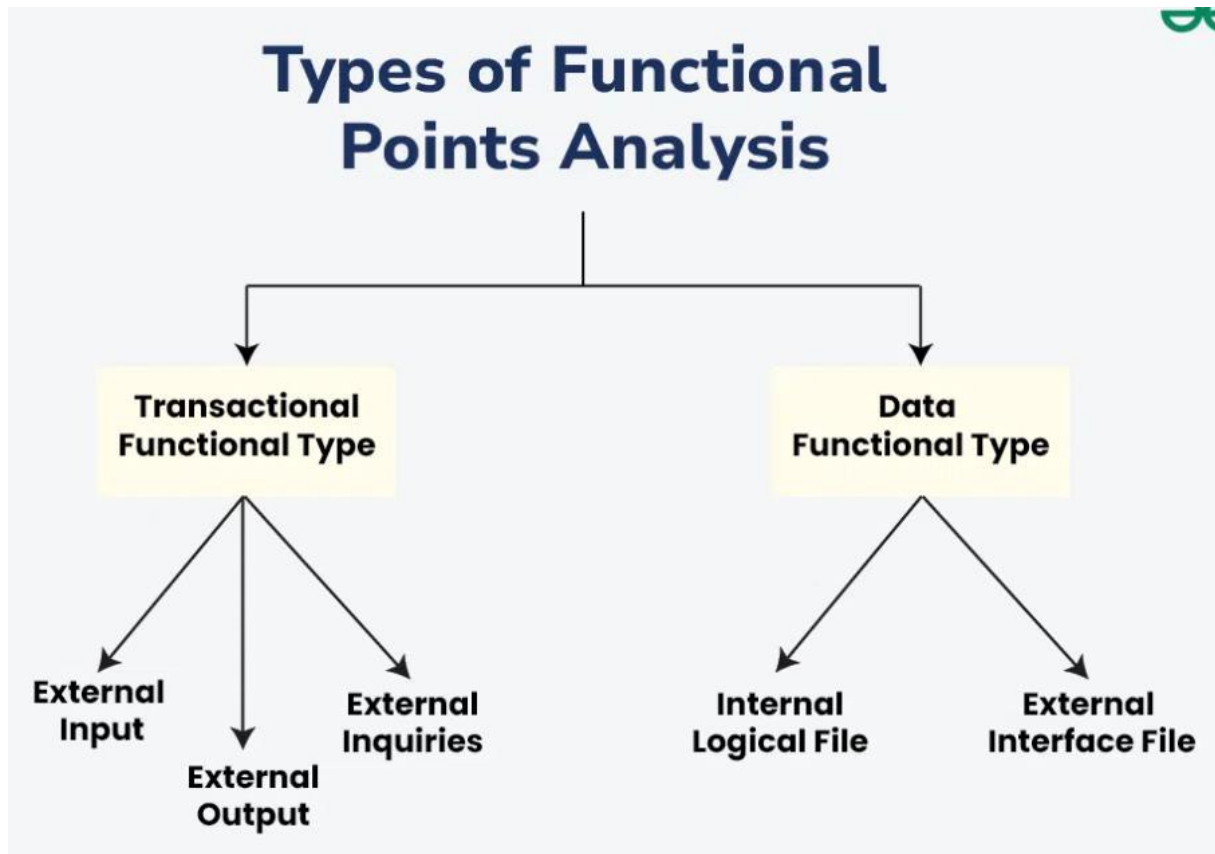 Types of Functional
Points Analysis
Transactional
Functional Type
Data
Functional Type
External
Input
External
Output
External
Inquiries
Internal
Logical File
External
Interface File